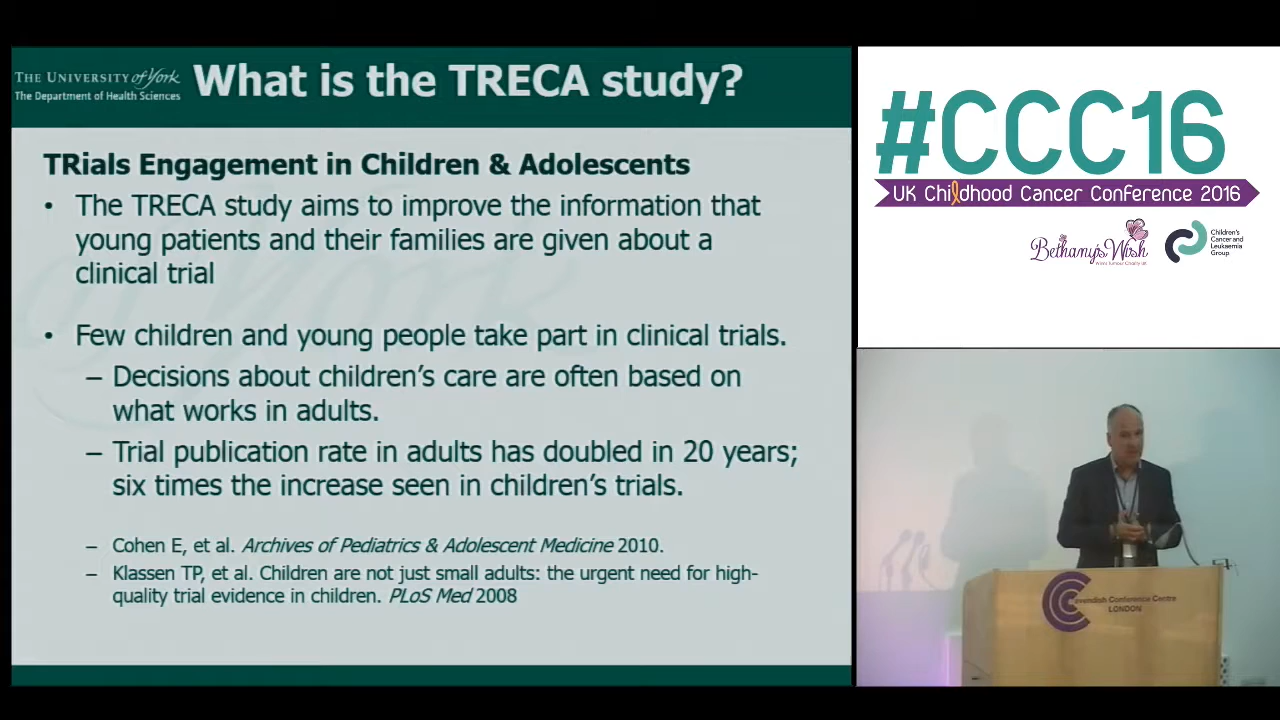 THE UNIVERSITY of York
The Department of Health Sciences
What is the TRECA study?
TRials Engagement in Children & Adolescents
• The TRECA study aims to improve the information that
young patients and their families are given about a
clinical trial
• Few children and young people take part in clinical trials.
– Decisions about children's care are often based on
what works in adults.
– Trial publication rate in adults has doubled in 20 years;
six times the increase seen in children's trials.
– Cohen E, et al. Archives of Pediatrics & Adolescent Medicine 2010.
– Klassen TP, et al. Children are not just small adults: the urgent need for high-
quality trial evidence in children. PLoS Med 2008
#CCC16
UK Childhood Cancer Conference 2016
Bethany's Wish
Children's
Cancer and
Leukaemia
Group
Cavendish Conference Centre
LONDON